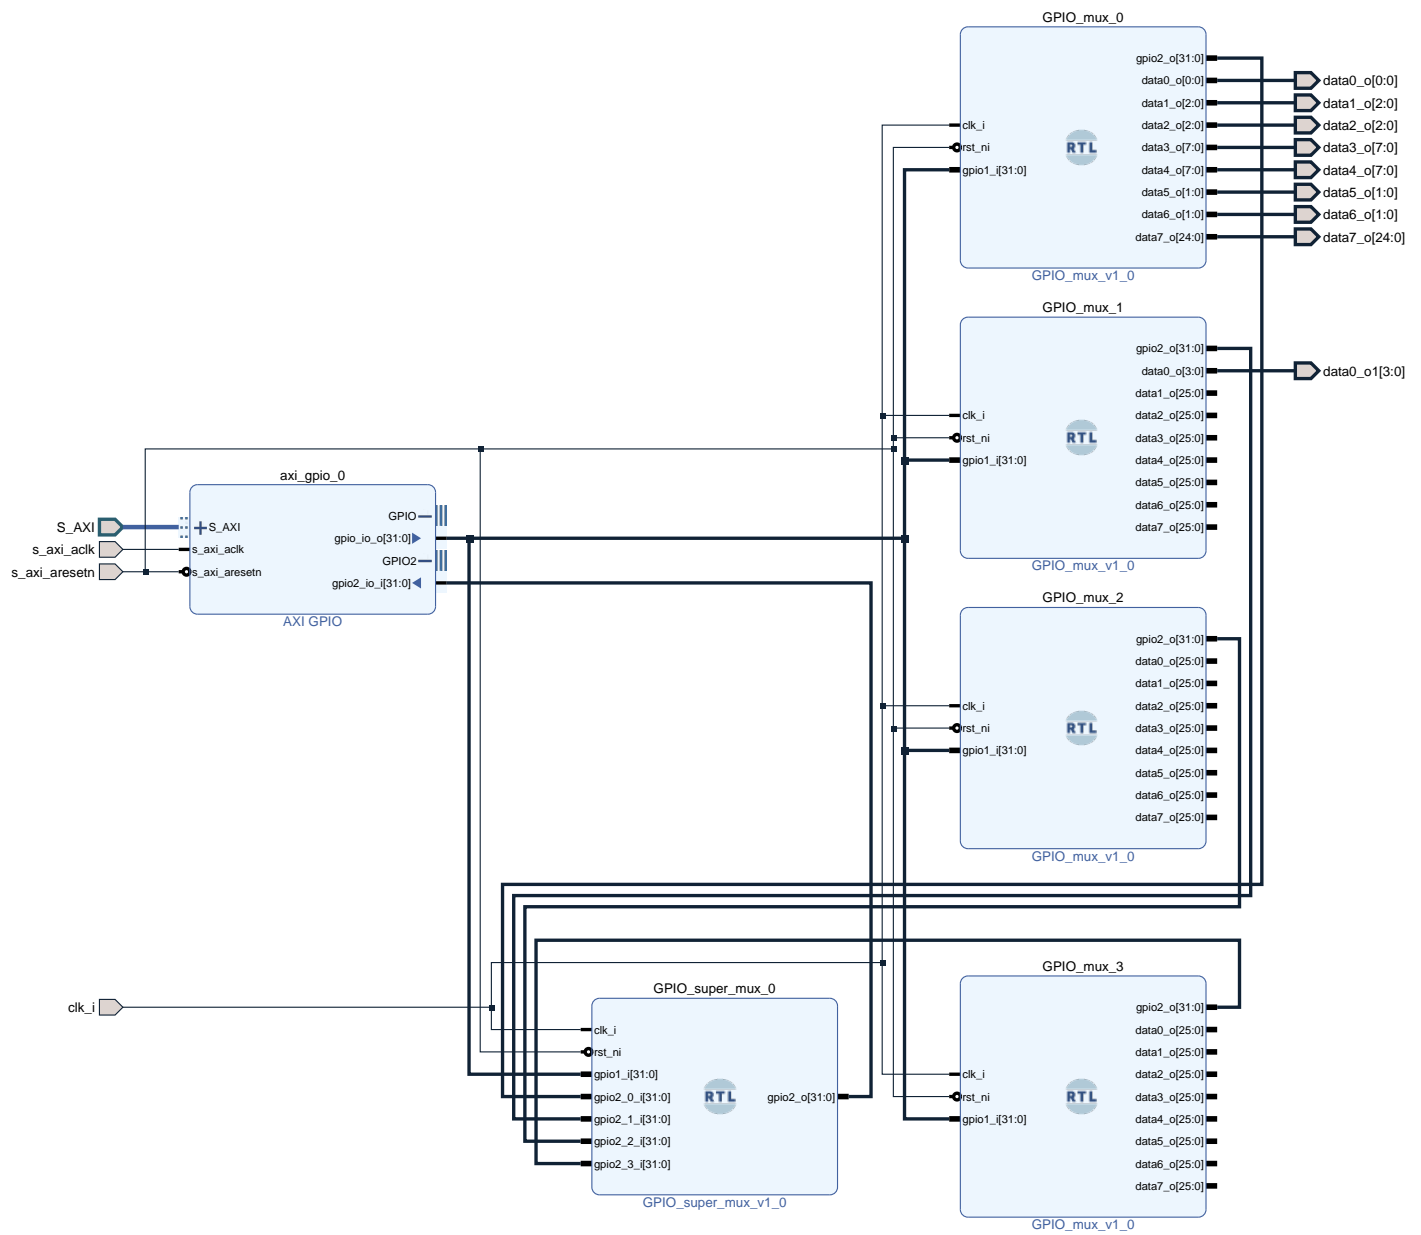 GPIO_mux_0
gpio2_o[31:0]
data0_o[0:0]
data1_o[2:0]
data2_o[2:0]
data3_o[7:0]
data4_o[7:0]
data5_o[1:0]
data6_o[1:0]
data7_o[24:0]
clk_i
rst_ni
gpio1_i[31:0]
RTL
GPIO_mux_v1_0
data0_o[0:0]
data1_o[2:0]
data2_o[2:0]
data3_o[7:0]
data4_o[7:0]
data5_o[1:0]
data6_o[1:0]
data7_o[24:0]
GPIO_mux_1
gpio2_o[31:0]
data0_o[3:0]
data1_o[25:0]
data2_o[25:0]
data3_o[25:0]
data4_o[25:0]
data5_o[25:0]
data6_o[25:0]
data7_o[25:0]
clk_i
rst_ni
gpio1_i[31:0]
RTL
GPIO_mux_v1_0
data0_o1[3:0]
axi_gpio_0
S_AXI
s_axi_aclk
s_axi_aresetn
S_AXI
s_axi_aclk
s_axi_aresetn
GPIO
gpio_io_o[31:0]
GPIO2
gpio2_io_i[31:0]
AXI GPIO
GPIO_mux_2
gpio2_o[31:0]
data0_o[25:0]
data1_o[25:0]
data2_o[25:0]
data3_o[25:0]
data4_o[25:0]
data5_o[25:0]
data6_o[25:0]
data7_o[25:0]
clk_i
rst_ni
gpio1_i[31:0]
RTL
GPIO_mux_v1_0
clk_i
GPIO_super_mux_0
clk_i
rst_ni
gpio1_i[31:0]
gpio2_0_i[31:0]
gpio2_1_i[31:0]
gpio2_2_i[31:0]
gpio2_3_i[31:0]
RTL
gpio2_o[31:0]
GPIO_super_mux_v1_0
GPIO_mux_3
gpio2_o[31:0]
data0_o[25:0]
data1_o[25:0]
data2_o[25:0]
data3_o[25:0]
data4_o[25:0]
data5_o[25:0]
data6_o[25:0]
data7_o[25:0]
clk_i
rst_ni
gpio1_i[31:0]
RTL
GPIO_mux_v1_0